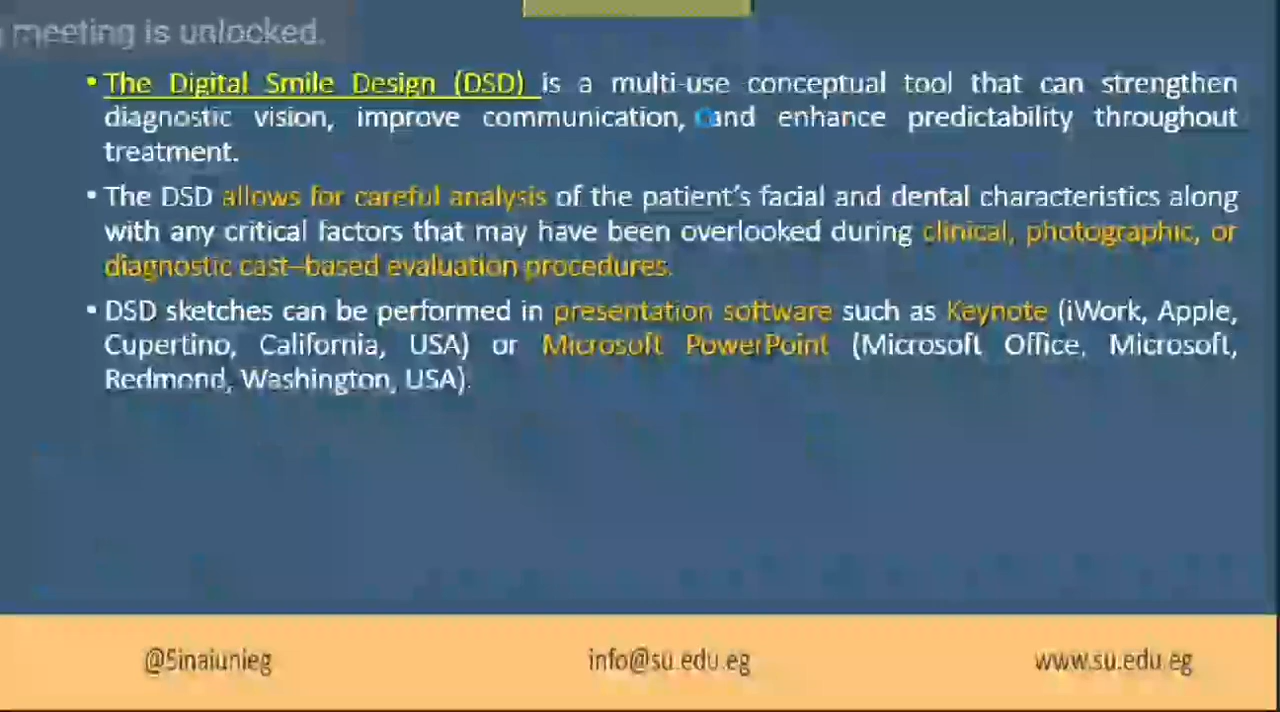 meeting is unlocked.
• The Digital Smile Design (DSD) is a multi-use conceptual tool that can strengthen
diagnostic vision, improve communication, and enhance predictability throughout
treatment.
• The DSD allows for careful analysis of the patient's facial and dental characteristics along
with any critical factors that may have been overlooked during clinical, photographic, or
diagnostic cast–based evaluation procedures.
• DSD sketches can be performed in presentation software such as Keynote (iWork, Apple,
Cupertino, California, USA) or Microsoft PowerPoint (Microsoft Office, Microsoft,
Redmond, Washington, USA).
@Sinaiunieg info@su.edu.eg www.su.edu.eg